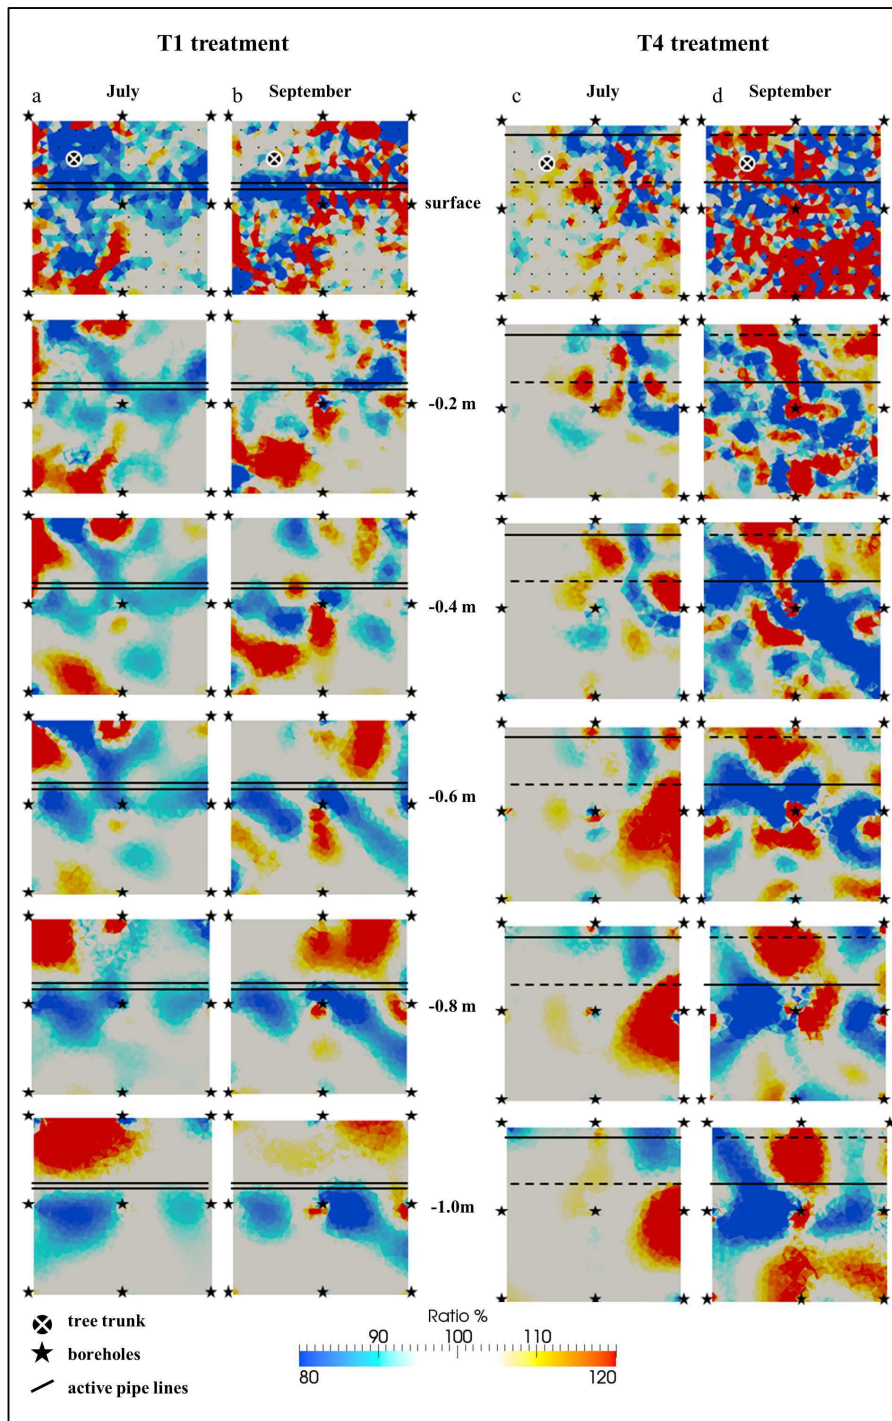 T1 treatment
T4 treatment
a
July
b
September
c
July
d
September
surface
-0.2 m
-0.4 m
-0.6 m
-0.8 m
-1.0m
tree trunk
boreholes
active pipe lines
Ratio %
90
100
110
80
120